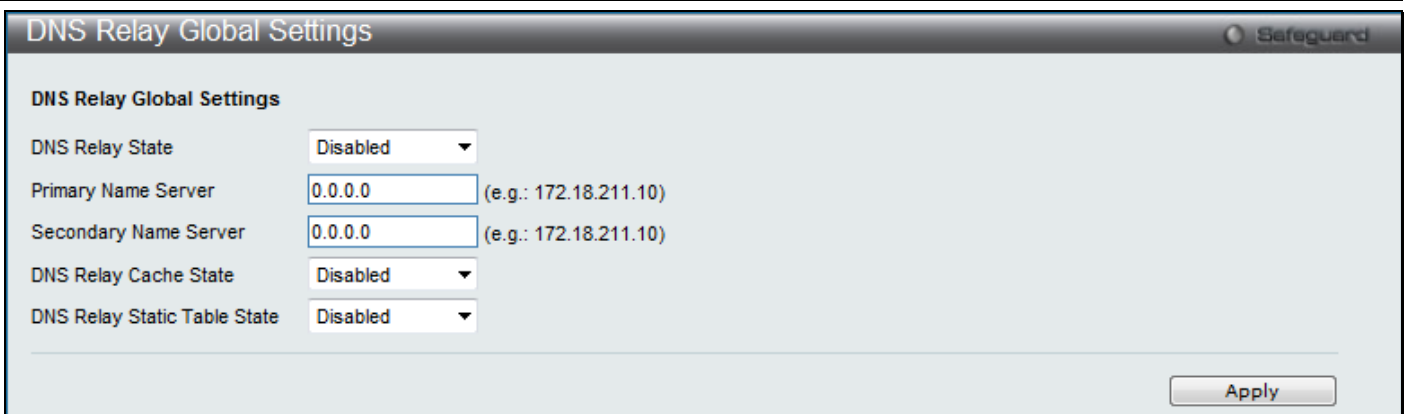 DNS Relay Global Settings
Safeguard
DNS Relay Global Settings
DNS Relay State Disabled
Primary Name Server 0.0.0.0 (e.g.: 172.18.211.10)
Secondary Name Server 0.0.0.0 (e.g.: 172.18.211.10)
DNS Relay Cache State Disabled
DNS Relay Static Table State Disabled
Apply